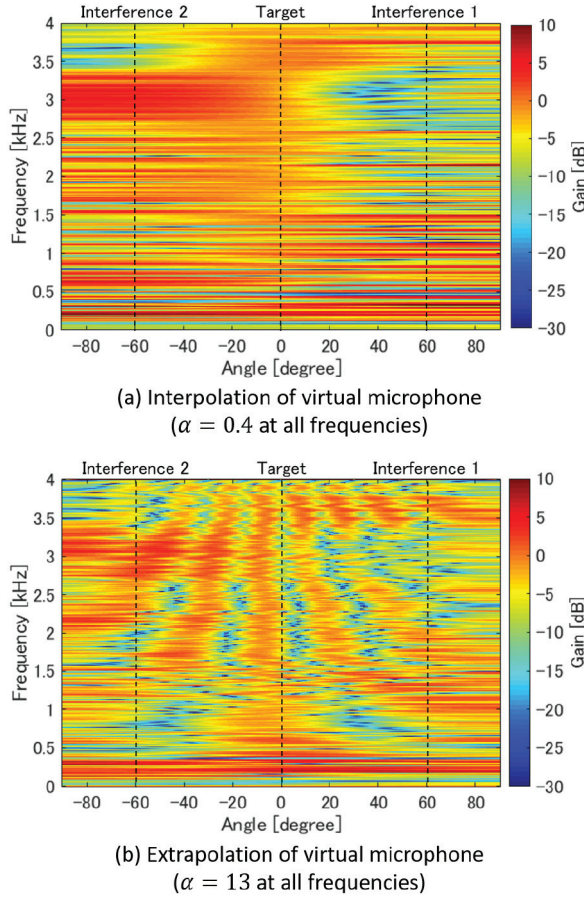 Interference 2 Target Interference 1
4
3.5
3
2.5
2
1.5
1
0.5
0
Frequency [kHz]
-80 -60 -40 -20 0 20 40 60 80
Angle [degree]
10
5
0
-5
-10
-15
-20
-25
-30
Gain [dB]
(a) Interpolation of virtual microphone
(α = 0.4 at all frequencies)
Interference 2 Target Interference 1
4
3.5
3
2.5
2
1.5
1
0.5
0
Frequency [kHz]
-80 -60 -40 -20 0 20 40 60 80
Angle [degree]
10
5
0
-5
-10
-15
-20
-25
-30
Gain [dB]
(b) Extrapolation of virtual microphone
(α = 13 at all frequencies)